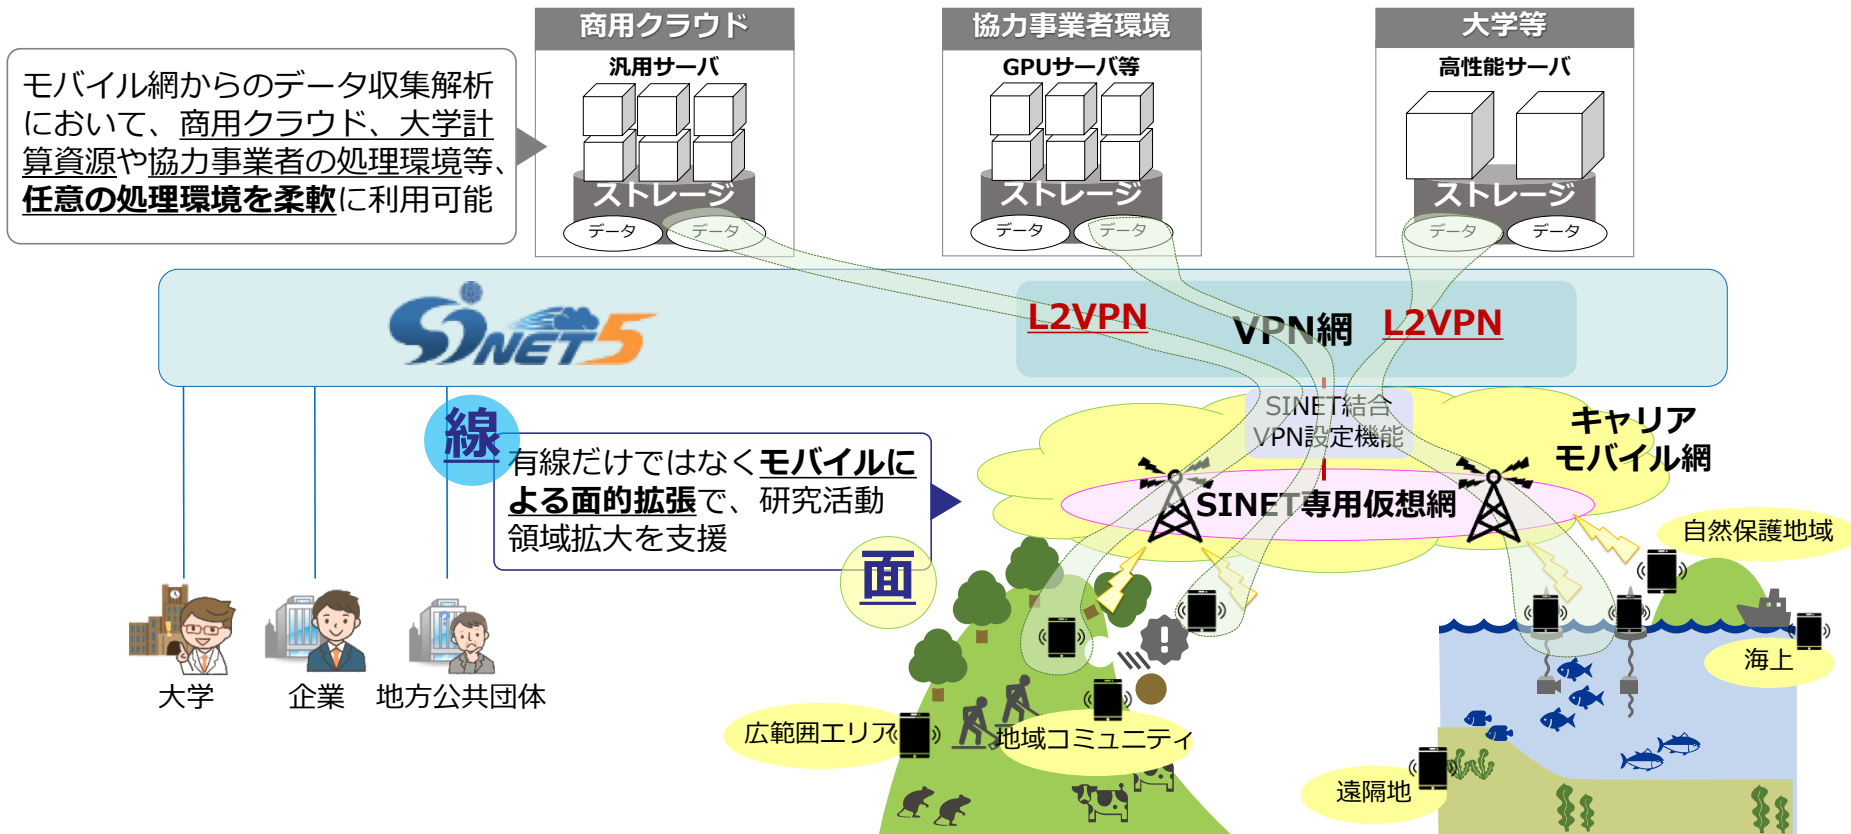 商用クラウド
汎用サーバ
ストレージ
データ
データ
協力事業者環境
GPUサーバ等
ストレージ
データ
データ
大学等
高性能サーバ
ストレージ
データ
データ
モバイル網からのデータ収集解析
において、商用クラウド、大学計
算資源や協力事業者の処理環境等、
任意の処理環境を柔軟に利用可能
SINET5
L2VPN
VPN網
L2VPN
SINET結合
VPN設定機能
キャリア
モバイル網
SINET専用仮想網
線
有線だけではなくモバイルに
よる面的拡張で、研究活動
領域拡大を支援
面
大学
企業
地方公共団体
自然保護地域
海上
広範囲エリア
地域コミュニティ
遠隔地